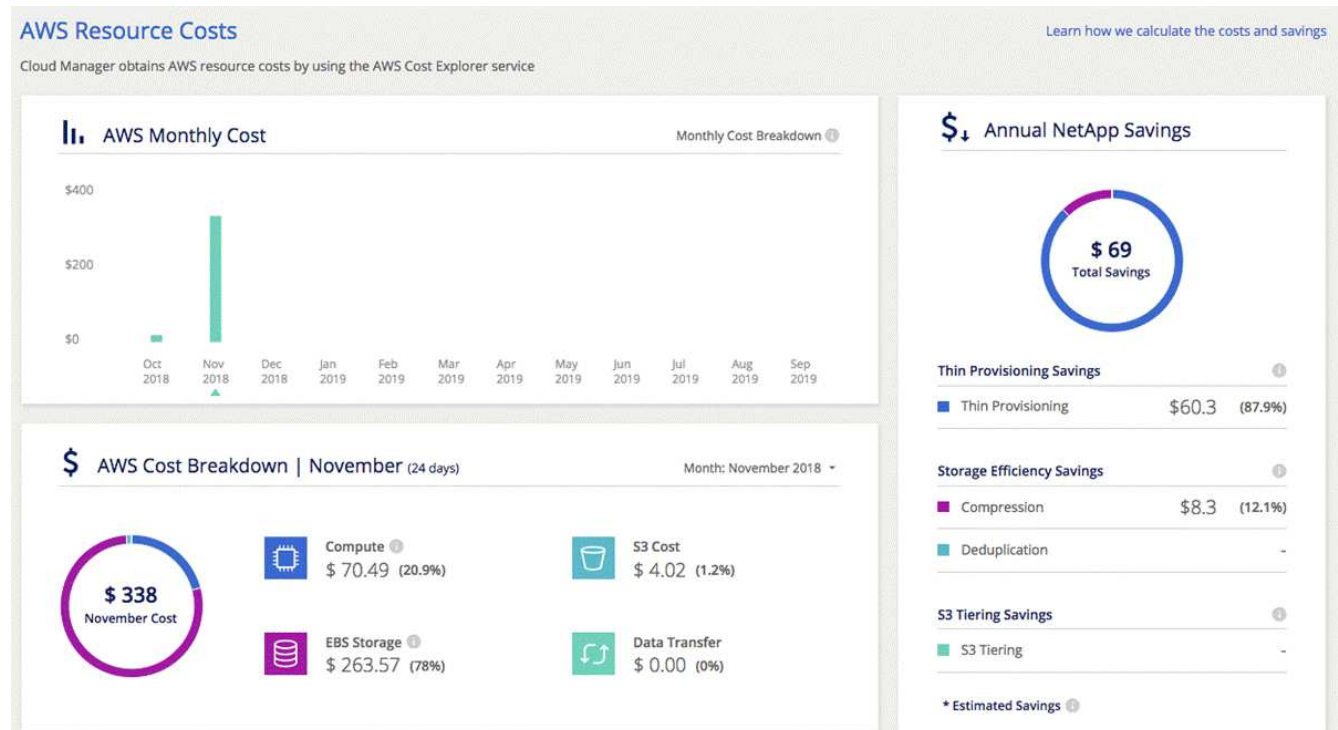 AWS Resource Costs
Learn how we calculate the costs and savings
Cloud Manager obtains AWS resource costs by using the AWS Cost Explorer service
AWS Monthly Cost
Monthly Cost Breakdown
$400
$200
$0
Oct Nov Dec Jan Feb Mar Apr May Jun Jul Aug Sep
2018 2018 2018 2019 2019 2019 2019 2019 2019 2019 2019 2019
$ AWS Cost Breakdown | November (24 days)
Month: November 2018
$ 338
November Cost
Compute
$ 70.49 (20.9%)
S3 Cost
$ 4.02 (1.2%)
EBS Storage
$ 263.57 (78%)
Data Transfer
$ 0.00 (0%)
$ Annual NetApp Savings
$ 69
Total Savings
Thin Provisioning Savings
Thin Provisioning $60.3 (87.9%)
Storage Efficiency Savings
Compression $8.3 (12.1%)
Deduplication -
S3 Tiering Savings
S3 Tiering -
* Estimated Savings